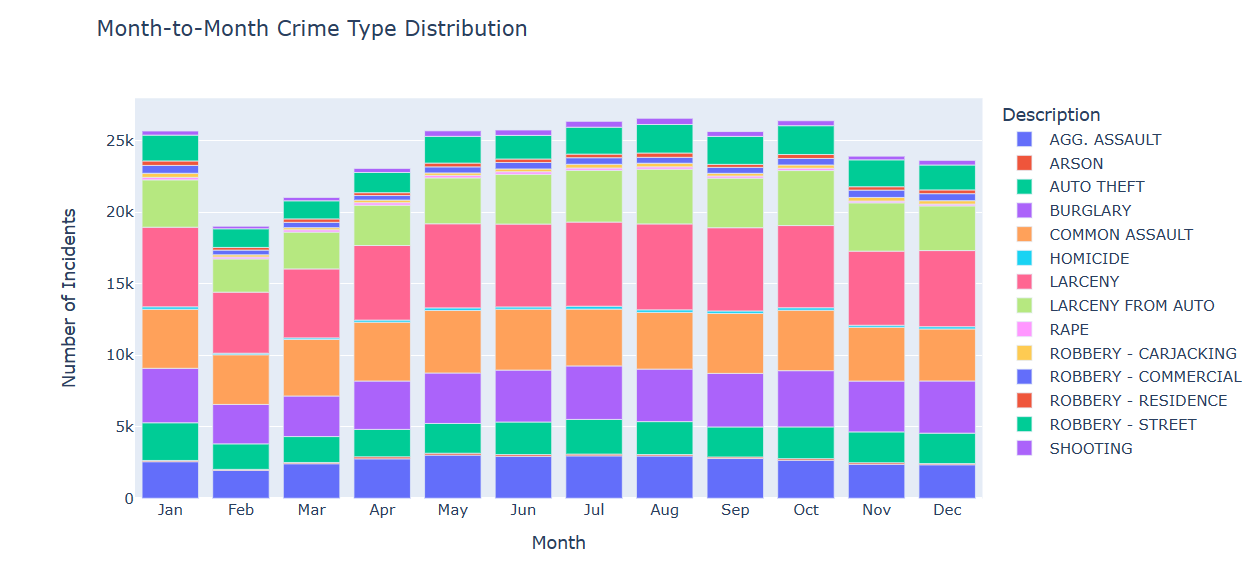 Month-to-Month Crime Type Distribution
Number of Incidents
25k
20k
15k
10k
5k
0
Jan Feb Mar Apr May Jun Jul Aug Sep Oct Nov Dec
Month
Description
AGG. ASSAULT
ARSON
AUTO THEFT
BURGLARY
COMMON ASSAULT
HOMICIDE
LARCENY
LARCENY FROM AUTO
RAPE
ROBBERY - CARJACKING
ROBBERY - COMMERCIAL
ROBBERY - RESIDENCE
ROBBERY - STREET
SHOOTING